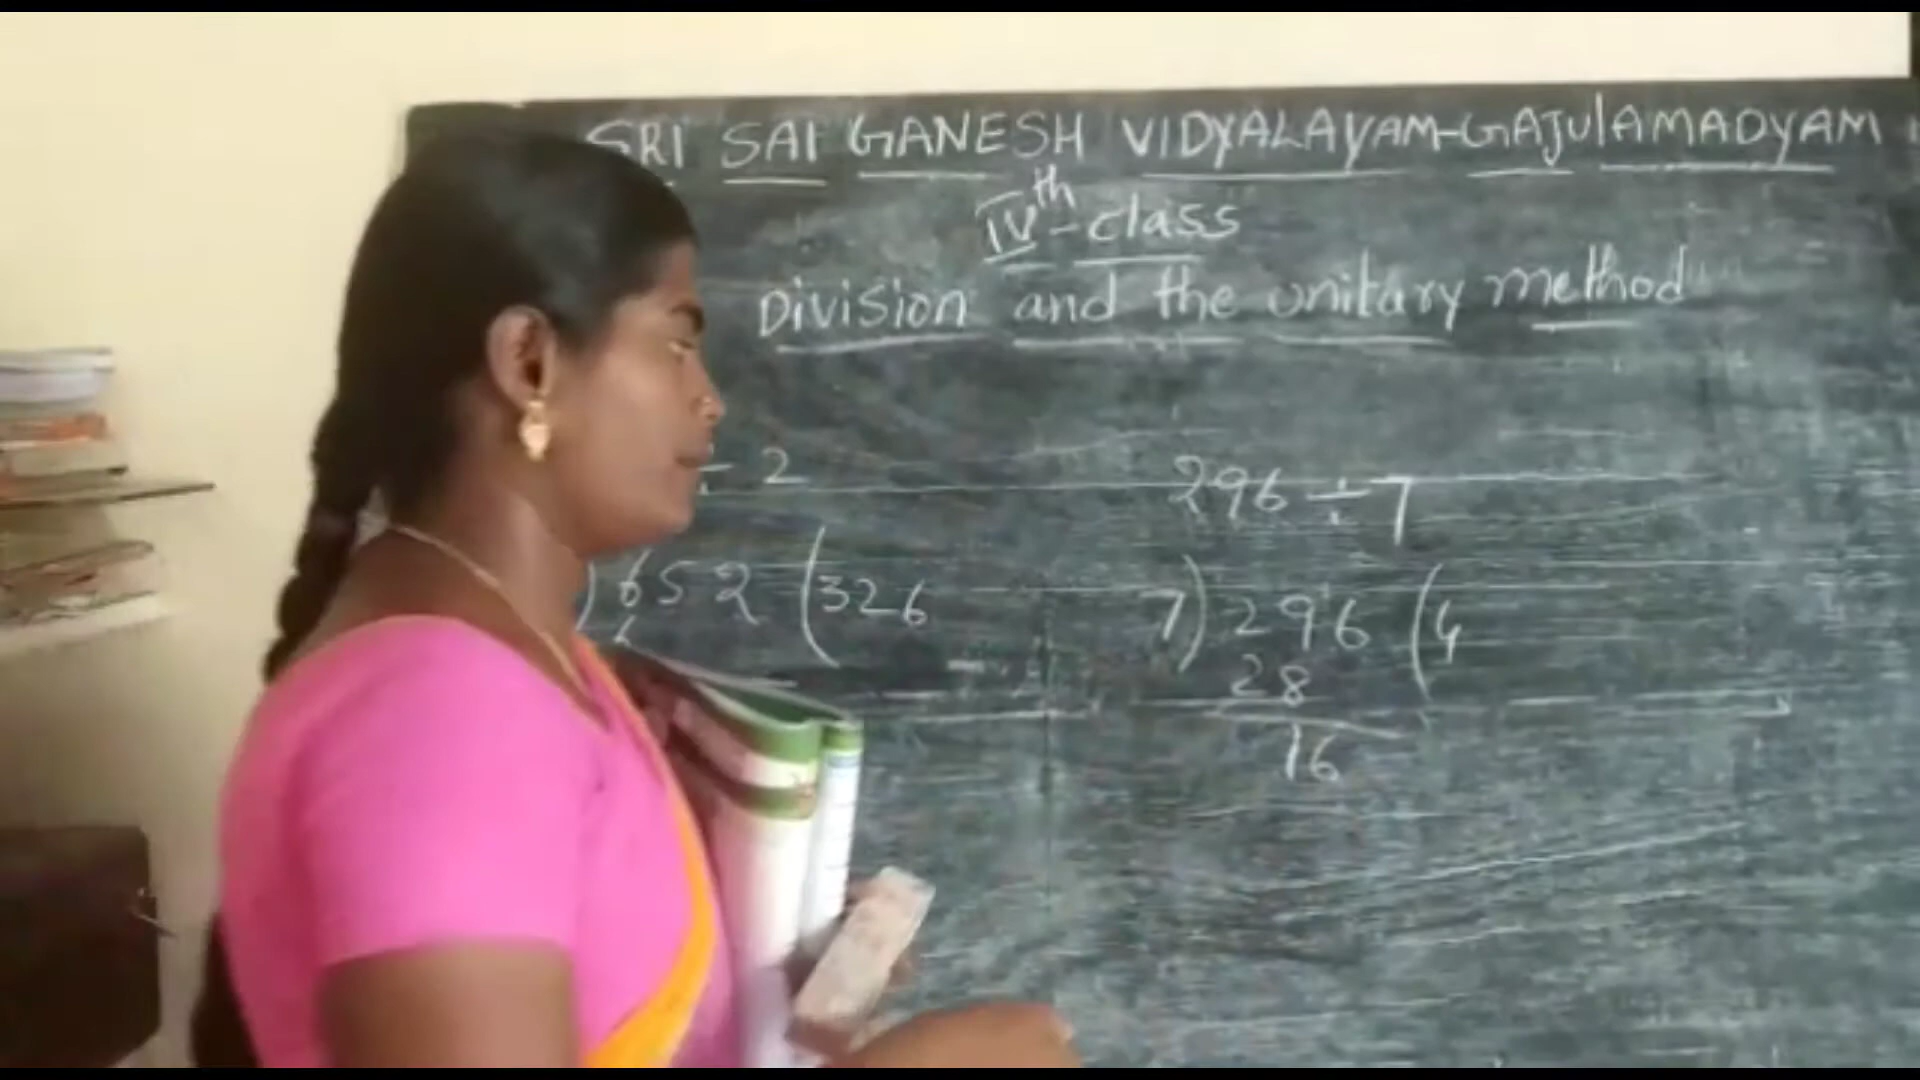 SRI SAI GANESH VIDYALAYAM-GAJULAMADYAM
IVth-class
Division and the unitary method
÷ 2
296 ÷ 7
)652(326
7)296(4
28
16